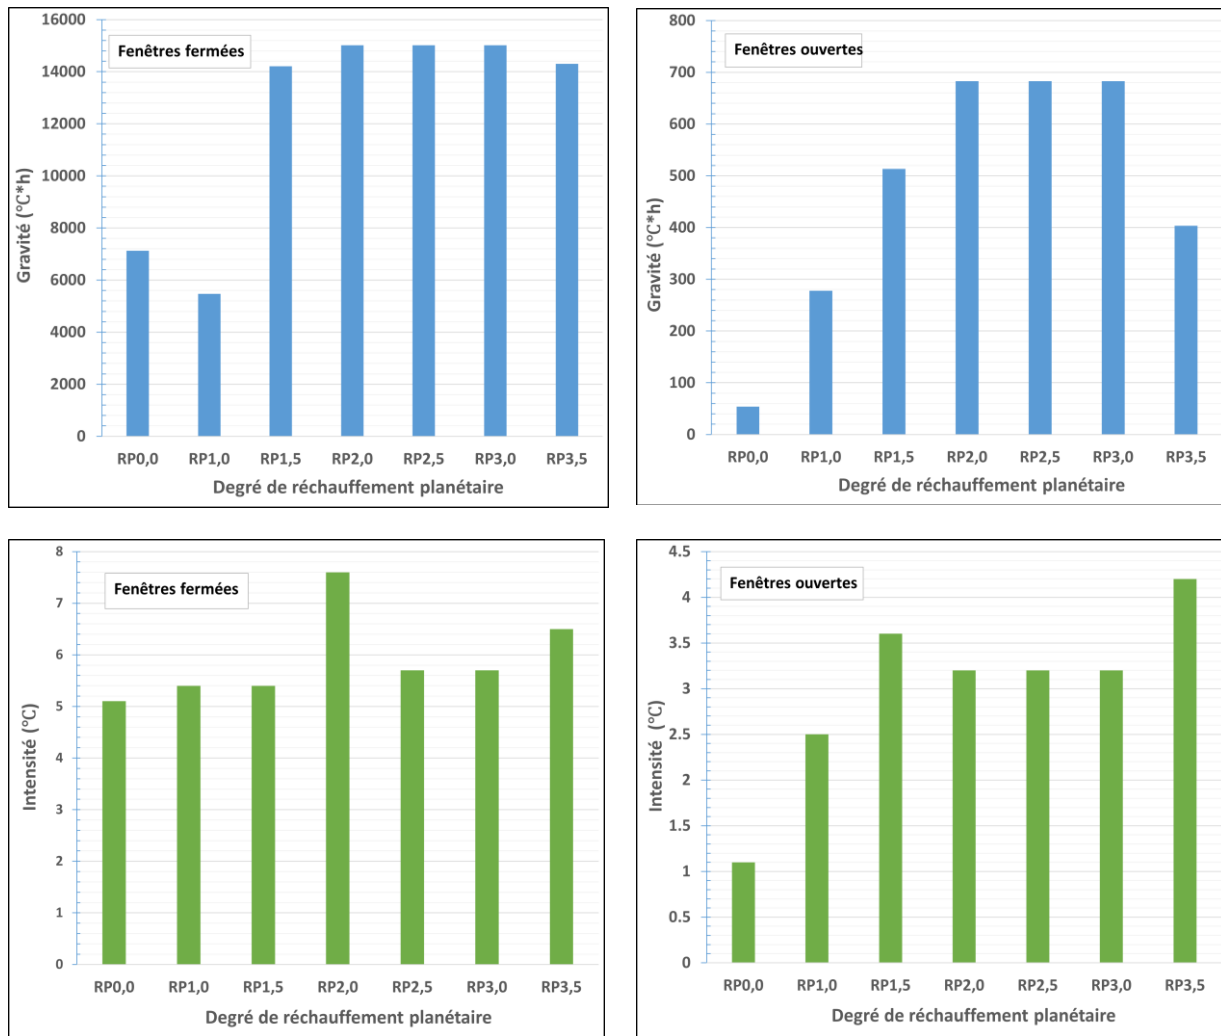 Fenêtres fermées
Gravité (°C*h)
16000
14000
12000
10000
8000
6000
4000
2000
0
RP0,0 RP1,0 RP1,5 RP2,0 RP2,5 RP3,0 RP3,5
Degré de réchauffement planétaire
Fenêtres ouvertes
Gravité (°C*h)
800
700
600
500
400
300
200
100
0
RP0,0 RP1,0 RP1,5 RP2,0 RP2,5 RP3,0 RP3,5
Degré de réchauffement planétaire
Fenêtres fermées
Intensité (°C)
8
7
6
5
4
3
2
1
0
RP0,0 RP1,0 RP1,5 RP2,0 RP2,5 RP3,0 RP3,5
Degré de réchauffement planétaire
Fenêtres ouvertes
Intensité (°C)
4.5
4
3.5
3
2.5
2
1.5
1
0.5
0
RP0,0 RP1,0 RP1,5 RP2,0 RP2,5 RP3,0 RP3,5
Degré de réchauffement planétaire